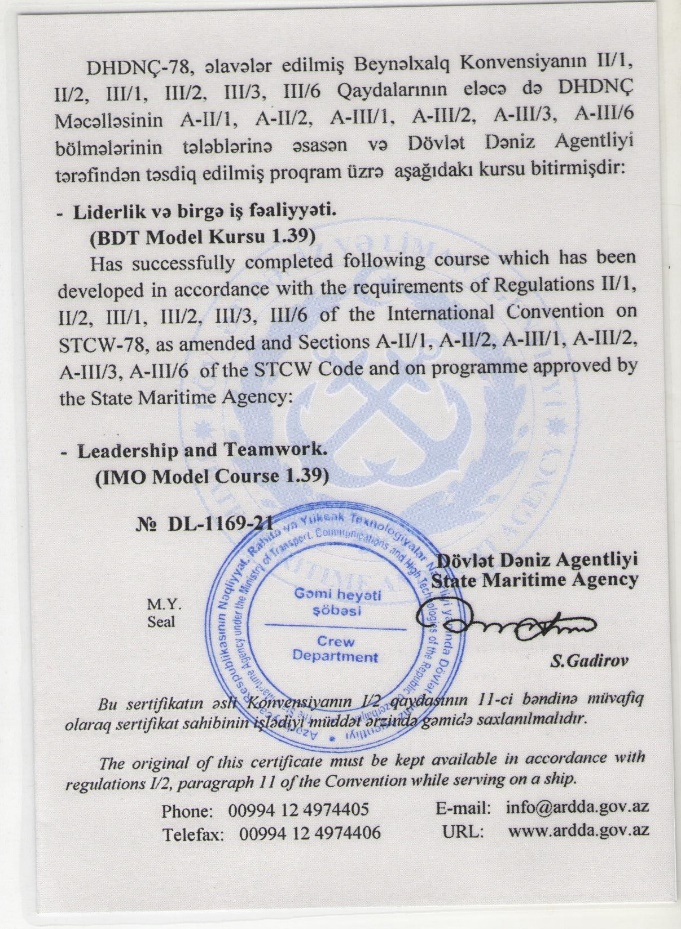 DHDNÇ-78, əlavələr edilmiş Beynəlxalq Konvensiyanın II/1,
II/2, III/1, III/2, III/3, III/6 Qaydalarının eləcə də DHDNÇ
Məcəlləsinin A-II/1, A-II/2, A-III/1, A-III/2, A-III/3, A-III/6
bölmələrinin tələblərinə əsasən və Dövlət Dəniz Agentliyi
tərəfindən təsdiq edilmiş proqram üzrə aşağıdakı kursu bitirmişdir:
- Liderlik və birgə iş fəaliyyəti.
(BDT Model Kursu 1.39)
Has successfully completed following course which has been
developed in accordance with the requirements of Regulations II/1,
II/2, III/1, III/2, III/3, III/6 of the International Convention on
STCW-78, as amended and Sections A-II/1, A-II/2, A-III/1, A-III/2,
A-III/3, A-III/6 of the STCW Code and on programme approved by
the State Maritime Agency:
- Leadership and Teamwork.
(IMO Model Course 1.39)
№ DL-1169-21
Dövlət Dəniz Agentliyi
State Maritime Agency
M.Y.
Seal
Gəmi heyəti
şöbəsi
Crew
Department
S.Gadirov
Bu sertifikatın əsli Konvensiyanın I/2 qaydasının 11-ci bəndinə müvafiq
olaraq sertifikat sahibinin işlədiyi müddət ərzində gəmidə saxlanılmalıdır.
The original of this certificate must be kept available in accordance with
regulations I/2, paragraph 11 of the Convention while serving on a ship.
Phone: 00994 12 4974405 E-mail: info@ardda.gov.az
Telefax: 00994 12 4974406 URL: www.ardda.gov.az